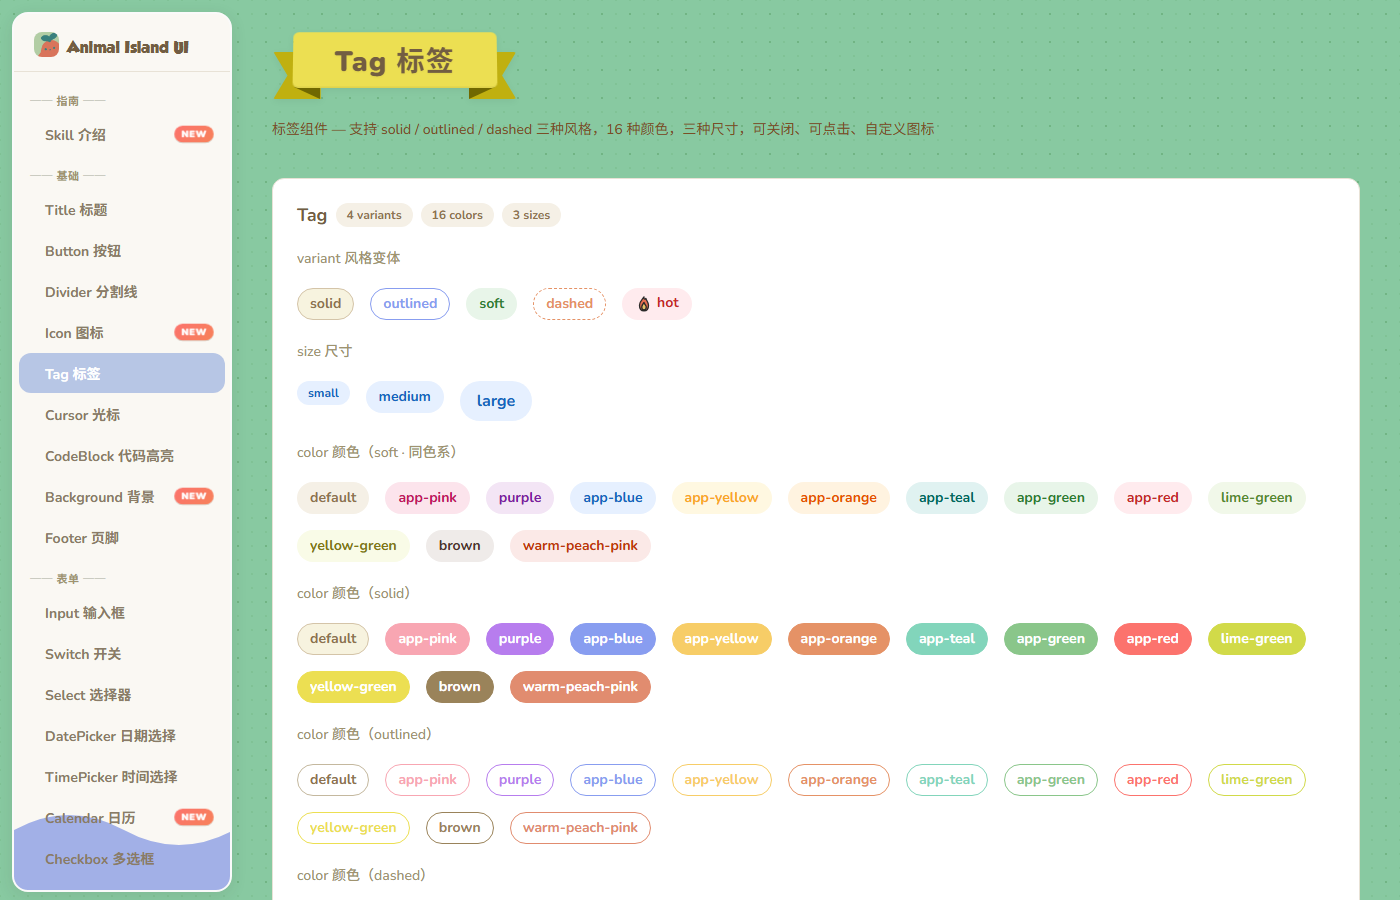 Animal Island UI
指南
Skill 介绍 NEW
基础
Title 标题
Button 按钮
Divider 分割线
Icon 图标 NEW
Tag 标签
Cursor 光标
CodeBlock 代码高亮
Background 背景 NEW
Footer 页脚
表单
Input 输入框
Switch 开关
Select 选择器
DatePicker 日期选择
TimePicker 时间选择
Calendar 日历 NEW
Checkbox 多选框
Tag 标签
标签组件 — 支持 solid / outlined / dashed 三种风格，16 种颜色，三种尺寸，可关闭、可点击、自定义图标
Tag 4 variants 16 colors 3 sizes
variant 风格变体
solid outlined soft dashed hot
size 尺寸
small medium large
color 颜色（soft · 同色系）
default app-pink purple app-blue app-yellow app-orange app-teal app-green app-red lime-green
yellow-green brown warm-peach-pink
color 颜色（solid）
default app-pink purple app-blue app-yellow app-orange app-teal app-green app-red lime-green
yellow-green brown warm-peach-pink
color 颜色（outlined）
default app-pink purple app-blue app-yellow app-orange app-teal app-green app-red lime-green
yellow-green brown warm-peach-pink
color 颜色（dashed）